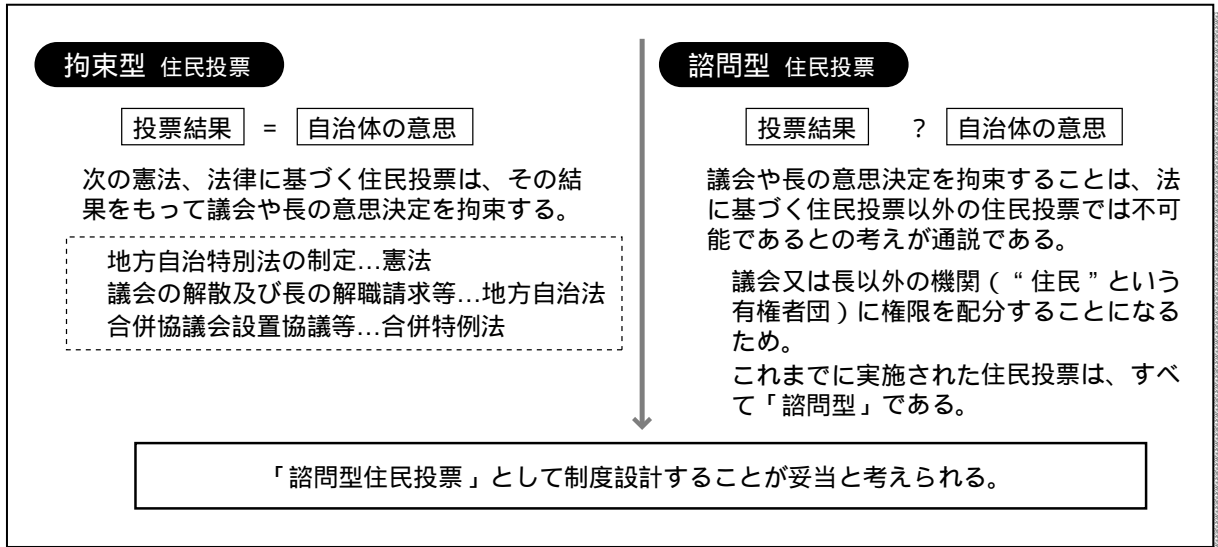 拘束型 住民投票
投票結果 = 自治体の意思
次の憲法、法律に基づく住民投票は、その結
果をもって議会や長の意思決定を拘束する。
地方自治特別法の制定…憲法
議会の解散及び長の解職請求等…地方自治法
合併協議会設置協議等…合併特例法
諮問型 住民投票
投票結果 ? 自治体の意思
議会や長の意思決定を拘束することは、法
に基づく住民投票以外の住民投票では不可
能であるとの考えが通説である。
議会又は長以外の機関(“住民”という
有権者団)に権限を配分することになる
ため。
これまでに実施された住民投票は、すべ
て「諮問型」である。
「諮問型住民投票」として制度設計することが妥当と考えられる。